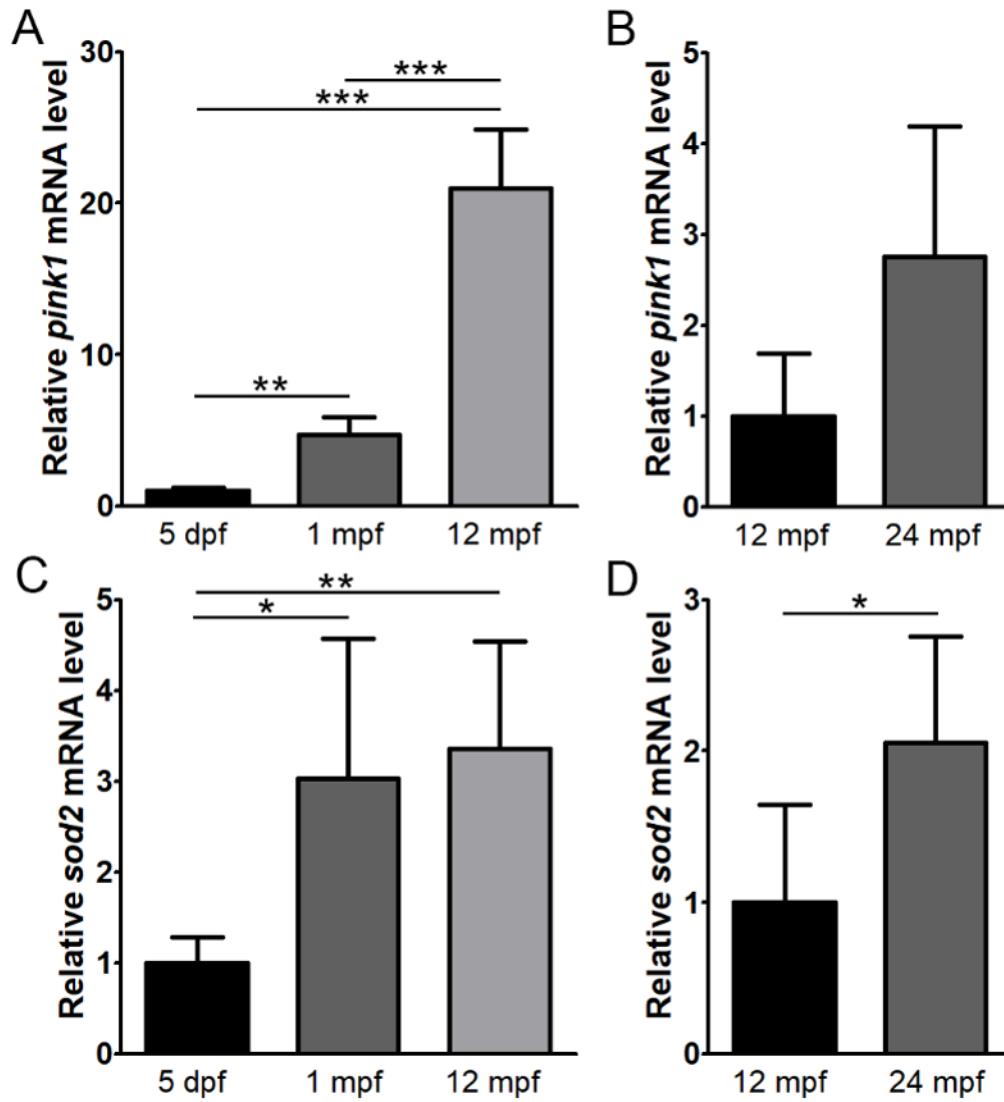 A
Relative pink1 mRNA level
30
20
10
0
***
***
**
5 dpf
1 mpf
12 mpf
B
Relative pink1 mRNA level
5
4
3
2
1
0
12 mpf
24 mpf
C
Relative sod2 mRNA level
5
4
3
2
1
0
**
*
5 dpf
1 mpf
12 mpf
D
Relative sod2 mRNA level
3
2
1
0
*
12 mpf
24 mpf